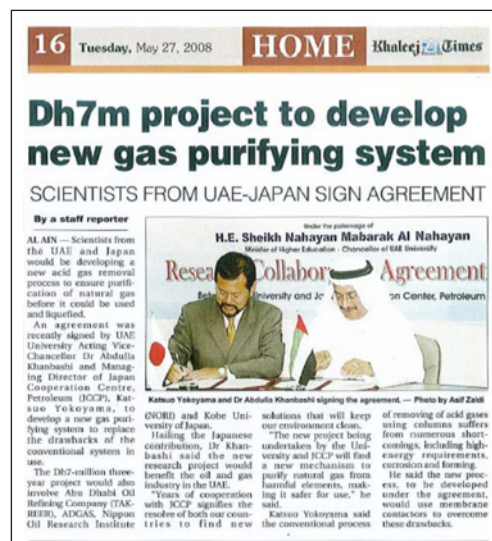 16 Tuesday, May 27, 2008 HOME Khaleej Times
Dh7m project to develop
new gas purifying system
SCIENTISTS FROM UAE-JAPAN SIGN AGREEMENT
By a staff reporter
AL AIN — Scientists from
the UAE and Japan
would be developing a
new acid gas removal
process to ensure purifi-
cation of natural gas
before it could be used
and liquefied.
An agreement was
recently signed by UAE
University Acting Vice-
Chancellor Dr Abdulla
Khanbashi and Manag-
ing Director of Japan
Cooperation Centre,
Petroleum (JCCP), Kat-
suo Yokoyama, to
develop a new gas puri-
fying system to replace
the drawbacks of the
conventional system in
use.
The Dh7-million three-
year project would also
involve Abu Dhabi Oil
Refining Company (TAK-
REER), ADGAS, Nippon
Oil Research Institute
Under the patronage of
H.E. Sheikh Nahayan Mabarak Al Nahayan
Minister of Higher Education - Chancellor of UAE University
Resea Collabor Agreement
Be niversity and Ja on Center, Petroleum
Katsuo Yokoyama and Dr Abdulla Khanbashi signing the agreement. — Photo by Asif Zaidi
(NORI) and Kobe Uni-
versity of Japan.
Hailing the Japanese
contribution, Dr Khan-
bashi said the new
research project would
benefit the oil and gas
industry in the UAE.
"Years of cooperation
with JCCP signifies the
resolve of both our coun-
tries to find new
solutions that will keep
our environment clean.
"The new project being
undertaken by the Uni-
versity and JCCP will find
a new mechanism to
purify natural gas from
harmful elements, mak-
ing it safer for use," he
said.
Katsuo Yokoyama said
the conventional process
of removing of acid gases
using columns suffers
from numerous short-
comings, including high-
energy requirements,
corrosion and forming.
He said the new proc-
ess, to be developed
under the agreement,
would use membrane
contactors to overcome
these drawbacks.